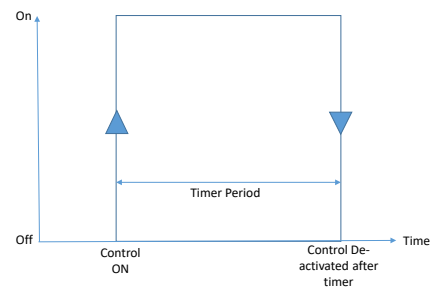 On
Timer Period
Off
Time
Control
ON
Control De-
activated after
timer